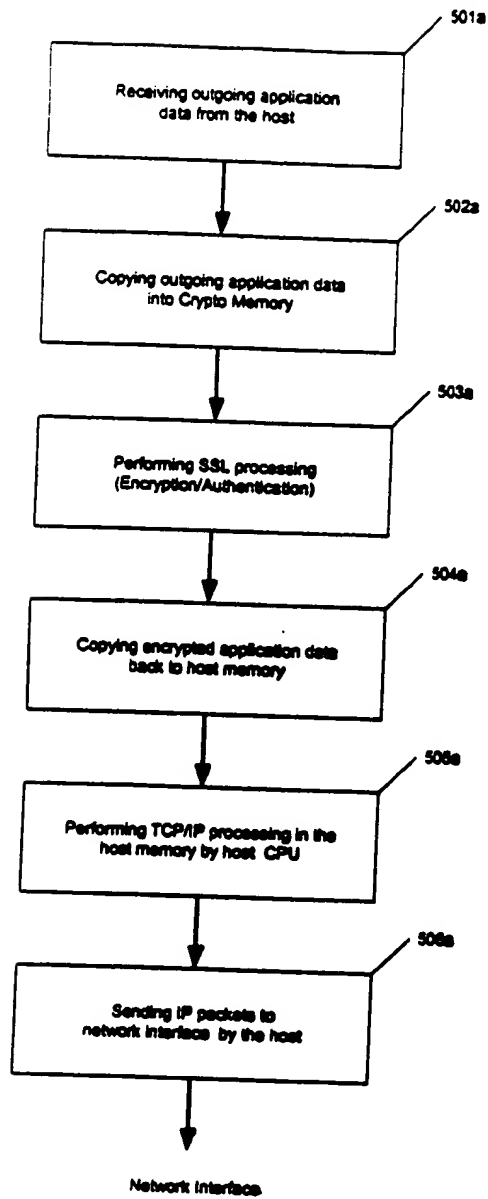 501a
Receiving outgoing application
data from the host
502a
Copying outgoing application data
into Crypto Memory
503a
Performing SSL processing
(Encryption/Authentication)
504a
Copying encrypted application data
back to host memory
505a
Performing TCP/IP processing in the
host memory by host CPU
506a
Sending IP packets to
network interface by the host
Network Interface